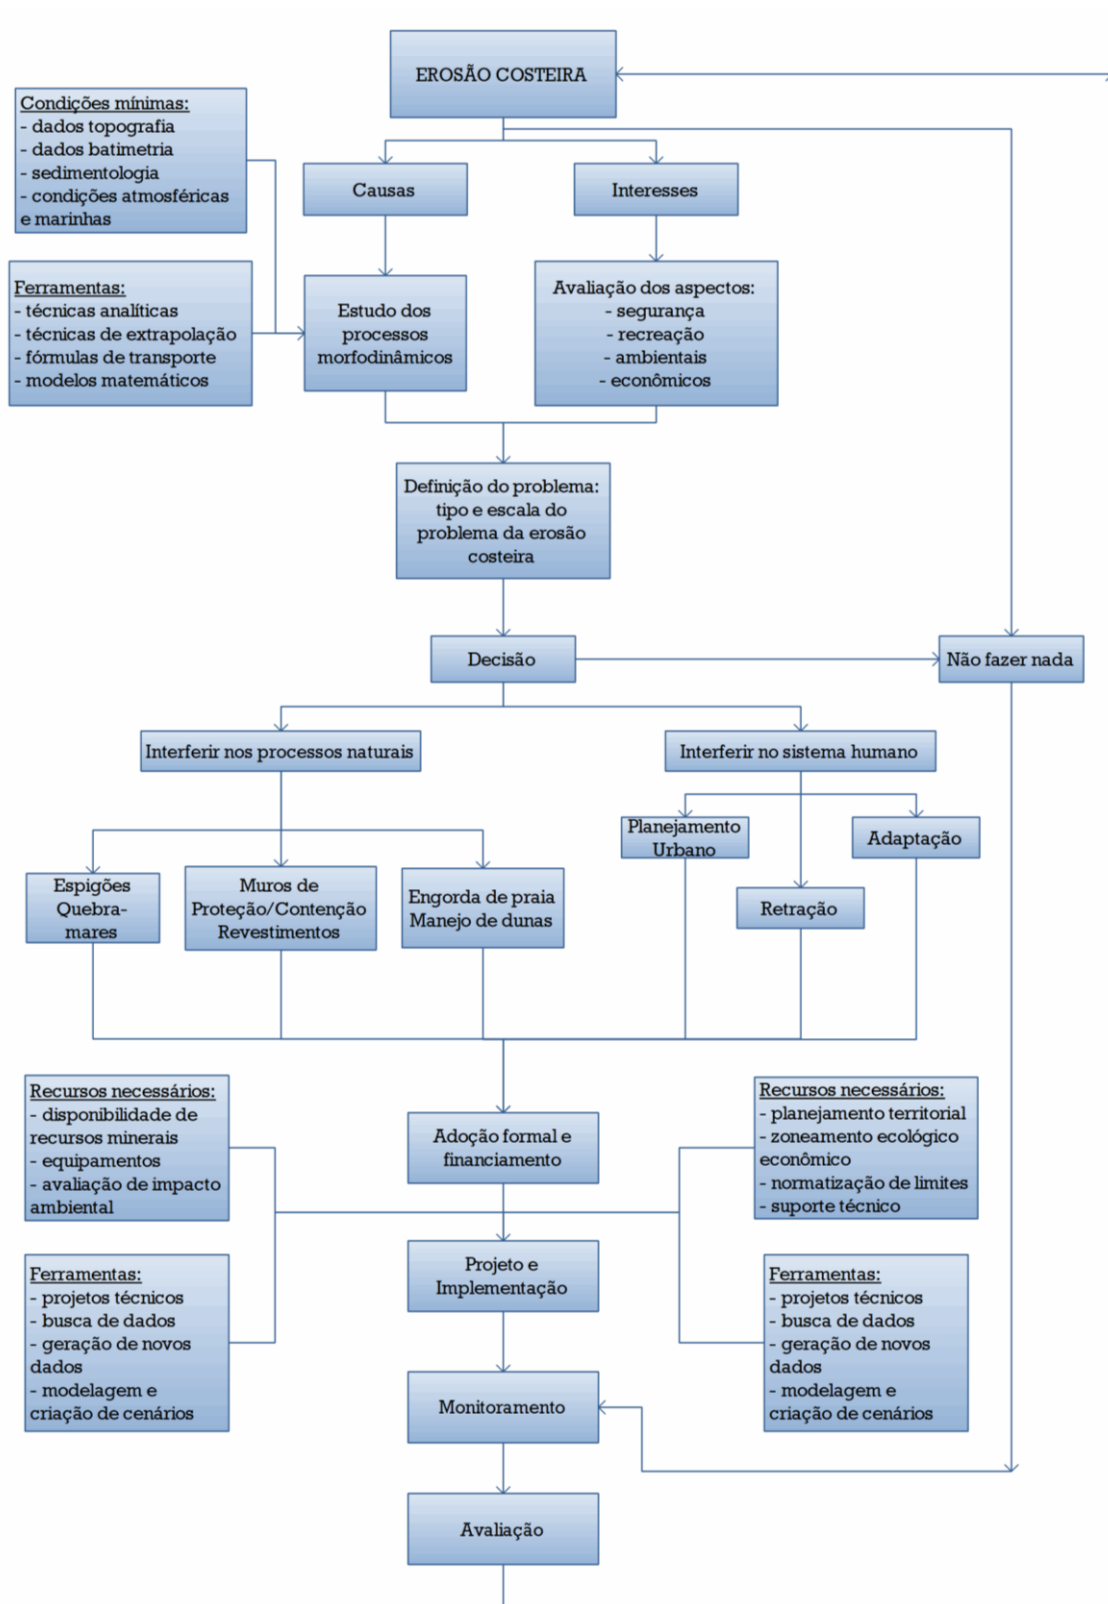 EROSÃO COSTEIRA
Condições mínimas:
- dados topografia
- dados batimetria
- sedimentologia
- condições atmosféricas
e marinhas
Causas
Interesses
Ferramentas:
- técnicas analíticas
- técnicas de extrapolação
- fórmulas de transporte
- modelos matemáticos
Estudo dos
processos
morfodinâmicos
Avaliação dos aspectos:
- segurança
- recreação
- ambientais
- econômicos
Definição do problema:
tipo e escala do
problema da erosão
costeira
Decisão
Não fazer nada
Interferir nos processos naturais
Interferir no sistema humano
Espigões
Quebra-
mares
Muros de
Proteção/Contenção
Revestimentos
Engorda de praia
Manejo de dunas
Planejamento
Urbano
Retração
Adaptação
Recursos necessários:
- disponibilidade de
recursos minerais
- equipamentos
- avaliação de impacto
ambiental
Adoção formal e
financiamento
Recursos necessários:
- planejamento territorial
- zoneamento ecológico
econômico
- normatização de limites
- suporte técnico
Ferramentas:
- projetos técnicos
- busca de dados
- geração de novos
dados
- modelagem e
criação de cenários
Projeto e
Implementação
Ferramentas:
- projetos técnicos
- busca de dados
- geração de novos
dados
- modelagem e
criação de cenários
Monitoramento
Avaliação